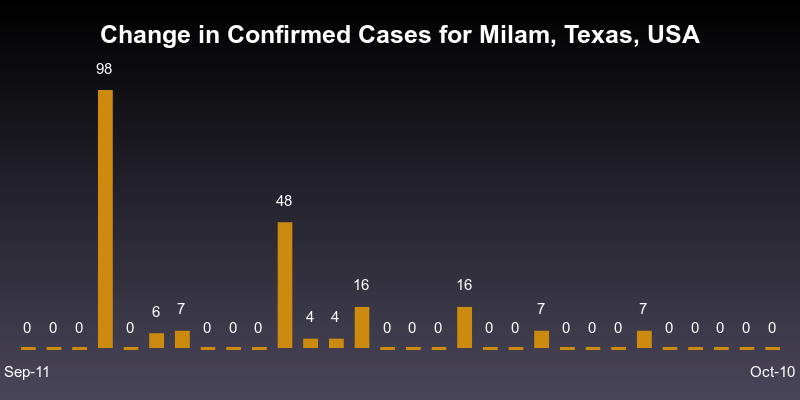 Change in Confirmed Cases for Milam, Texas, USA
0 0 0 98 0 6 7 0 0 0 48 4 4 16 0 0 0 16 0 0 7 0 0 0 7 0 0 0 0 0
Sep-11 Oct-10